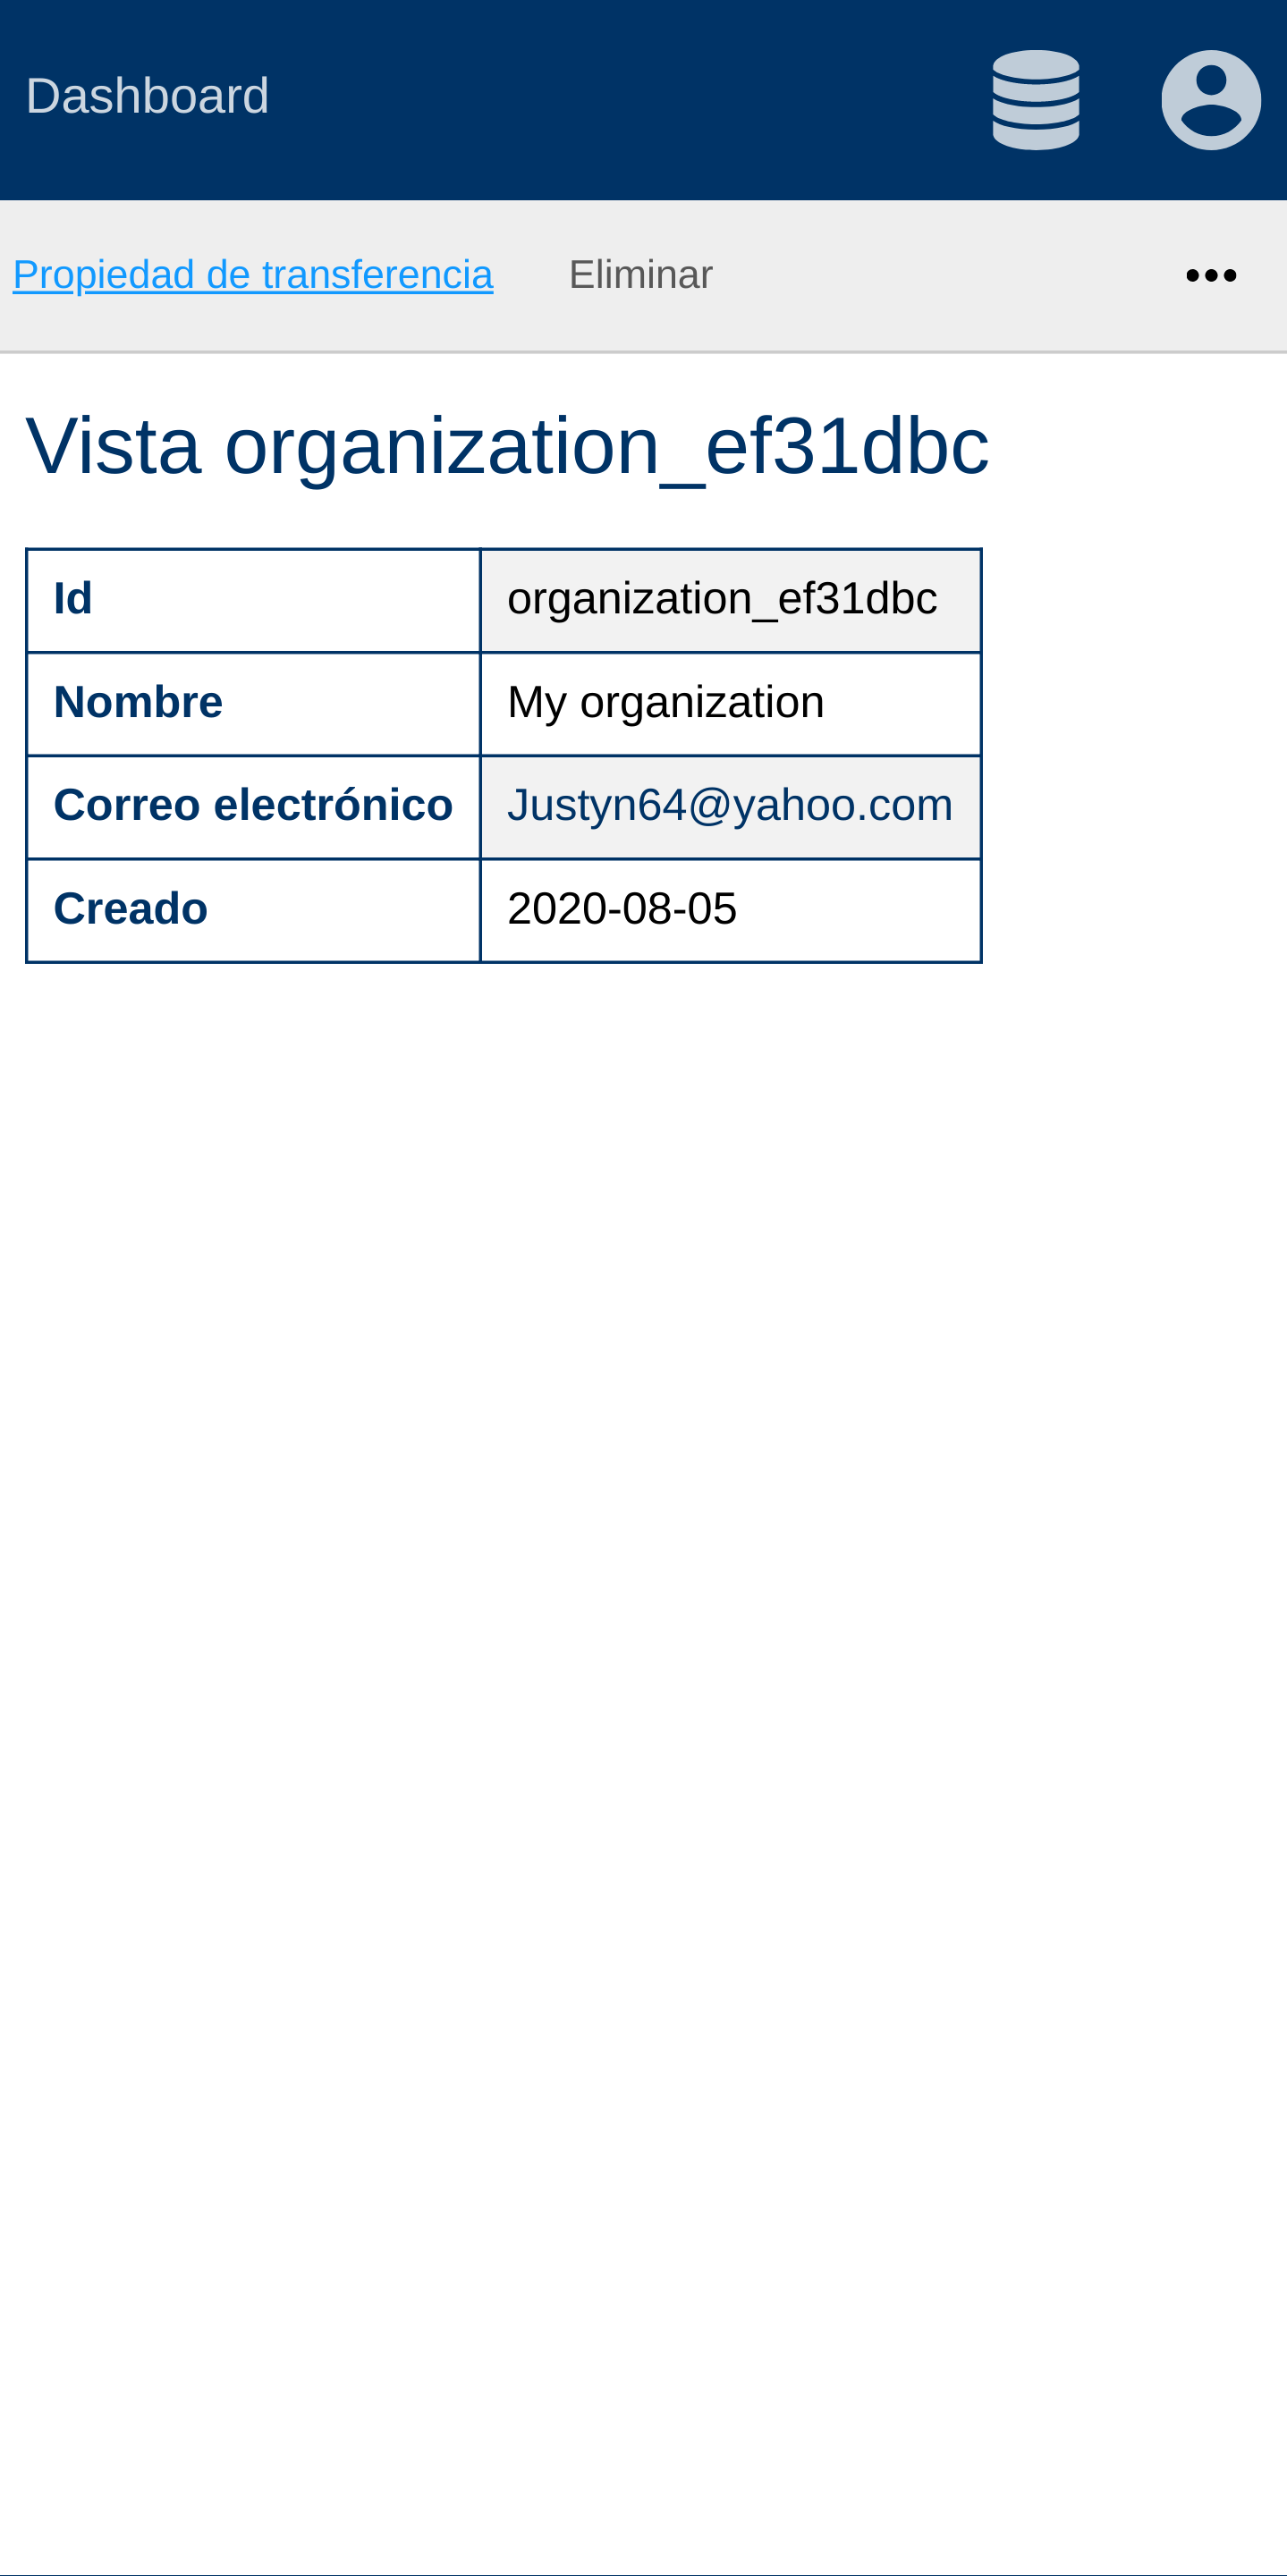 Dashboard
Propiedad de transferencia Eliminar
Vista organization_ef31dbc
Id organization_ef31dbc
Nombre My organization
Correo electrónico Justyn64@yahoo.com
Creado 2020-08-05